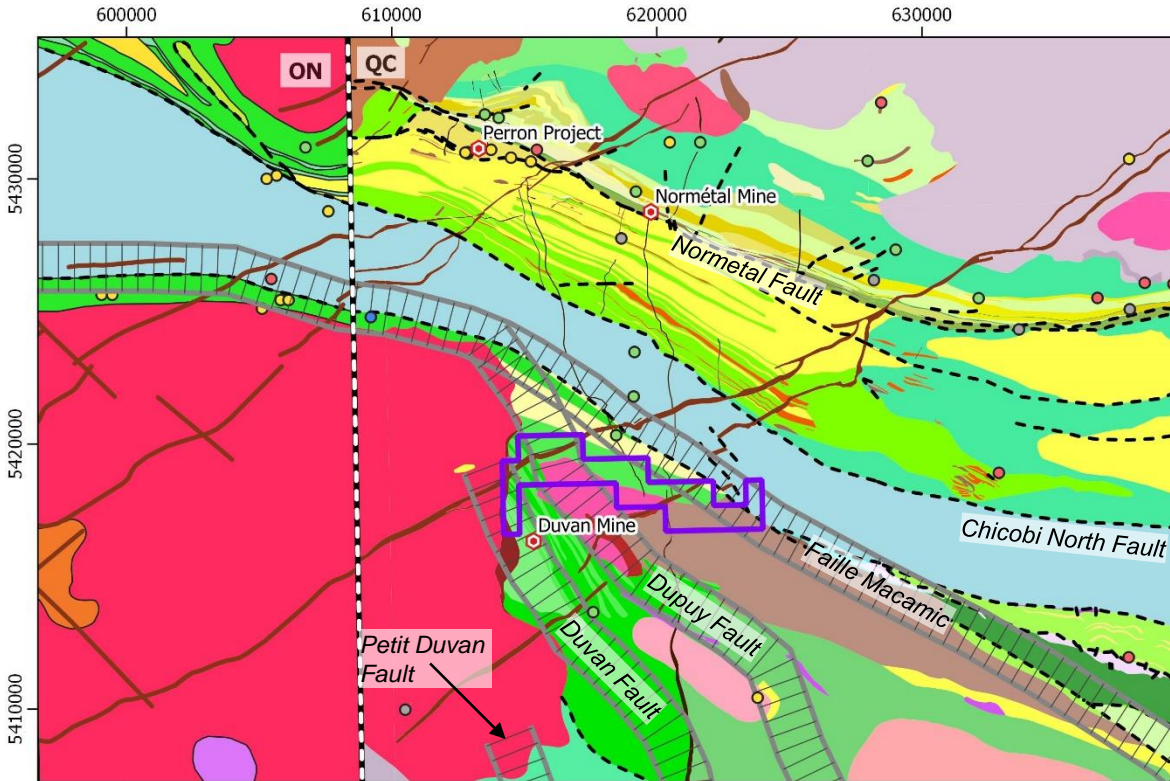 600000
610000
620000
630000
ON
QC
Perron Project
5430000
Normétal Mine
Normetal Fault
5420000
Duvan Mine
Chicobi North Fault
Faille Macamic
Dupuy Fault
Duvan Fault
Petit Duvan
Fault
5410000